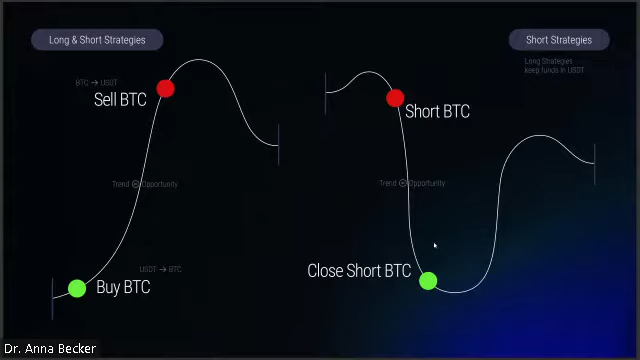 Long & Short Strategies
BTC → USDT
Sell BTC
Trend Opportunity
USDT → BTC
Buy BTC
Short Strategies
Long Strategies
keep funds in USDT
Short BTC
Trend Opportunity
Close Short BTC
Dr. Anna Becker